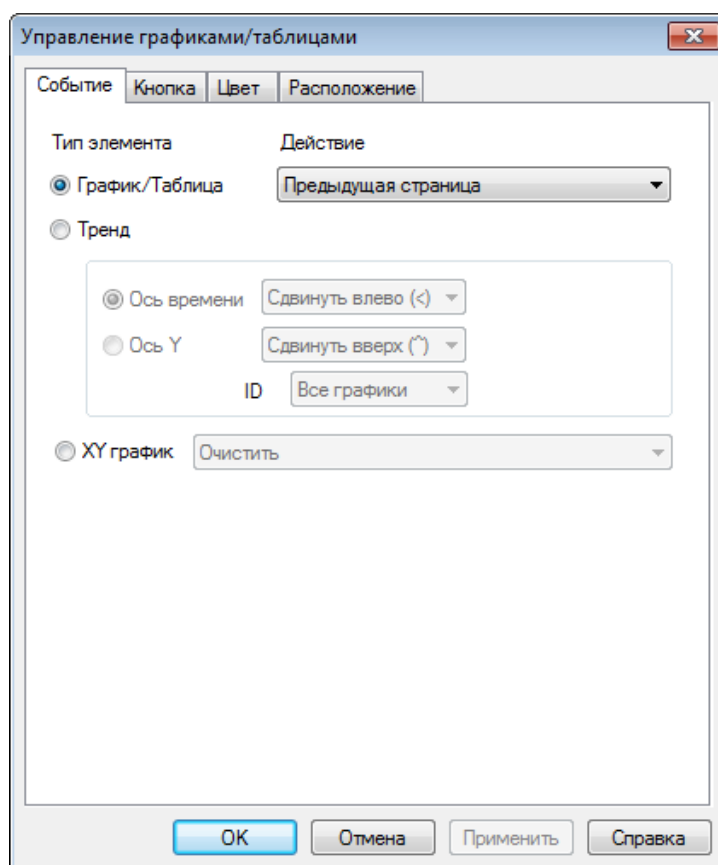 Управление графиками/таблицами
Событие Кнопка Цвет Расположение
Тип элемента Действие
График/Таблица Предыдущая страница
Тренд
Ось времени Сдвинуть влево (<)
Ось Y Сдвинуть вверх (^)
ID Все графики
XY график Очистить
OK Отмена Применить Справка